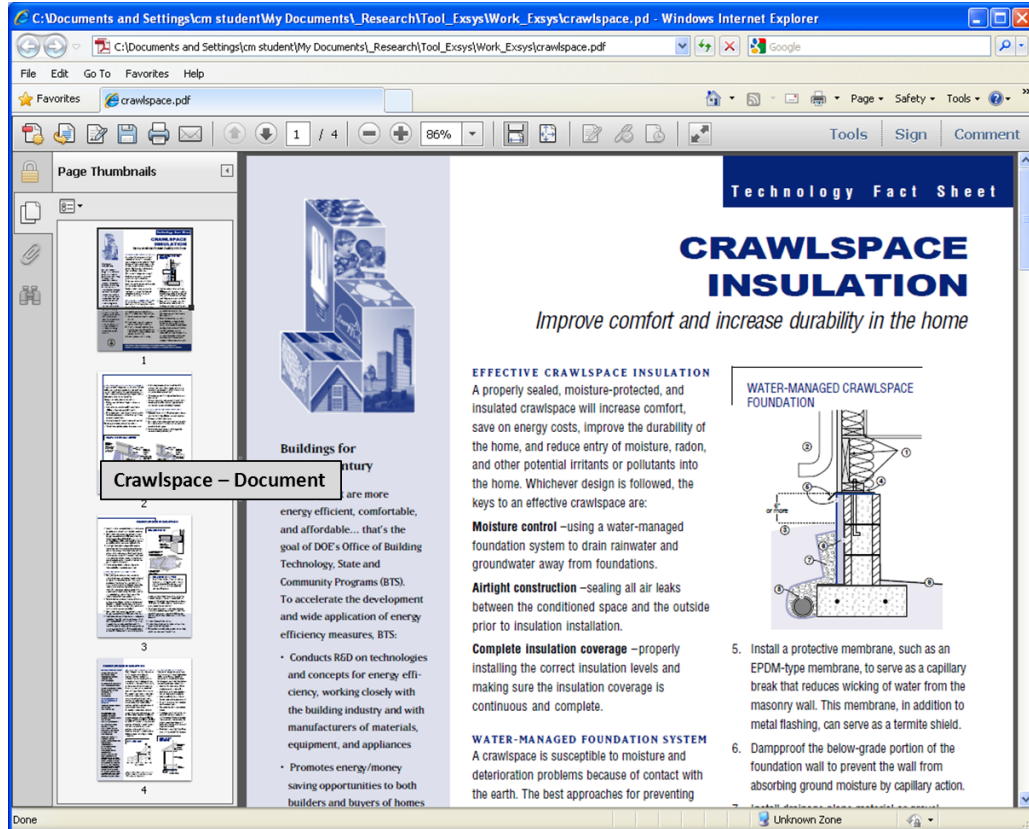 C:\Documents and Settings\cm student\My Documents\_Research\Tool_Exsys\Work_Exsys\crawlspace.pd - Windows Internet Explorer
C:\Documents and Settings\cm student\My Documents\_Research\Tool_Exsys\Work_Exsys\crawlspace.pdf
Google
File Edit Go To Favorites Help
Favorites
crawlspace.pdf
Page Safety Tools
1 / 4
86%
Tools Sign Comment
Page Thumbnails
1
2
3
4
Crawlspace – Document
Buildings for
are more
energy efficient, comfortable,
and affordable... that's the
goal of DOE's Office of Building
Technology, State and
Community Programs (BTS).
To accelerate the development
and wide application of energy
efficiency measures, BTS:
• Conducts R&D on technologies
and concepts for energy effi-
ciency, working closely with
the building industry and with
manufacturers of materials,
equipment, and appliances
• Promotes energy/money
saving opportunities to both
builders and buyers of homes
Technology Fact Sheet
CRAWLSPACE
INSULATION
Improve comfort and increase durability in the home
EFFECTIVE CRAWLSPACE INSULATION
A properly sealed, moisture-protected, and
insulated crawlspace will increase comfort,
save on energy costs, improve the durability of
the home, and reduce entry of moisture, radon,
and other potential irritants or pollutants into
the home. Whichever design is followed, the
keys to an effective crawlspace are:
Moisture control –using a water-managed
foundation system to drain rainwater and
groundwater away from foundations.
Airtight construction –sealing all air leaks
between the conditioned space and the outside
prior to insulation installation.
Complete insulation coverage –properly
installing the correct insulation levels and
making sure the insulation coverage is
continuous and complete.
WATER-MANAGED FOUNDATION SYSTEM
A crawlspace is susceptible to moisture and
deterioration problems because of contact with
the earth. The best approaches for preventing
WATER-MANAGED CRAWLSPACE
FOUNDATION
or more
5. Install a protective membrane, such as an
EPDM-type membrane, to serve as a capillary
break that reduces wicking of water from the
masonry wall. This membrane, in addition to
metal flashing, can serve as a termite shield.
6. Dampproof the below-grade portion of the
foundation wall to prevent the wall from
absorbing ground moisture by capillary action.
Done
Unknown Zone